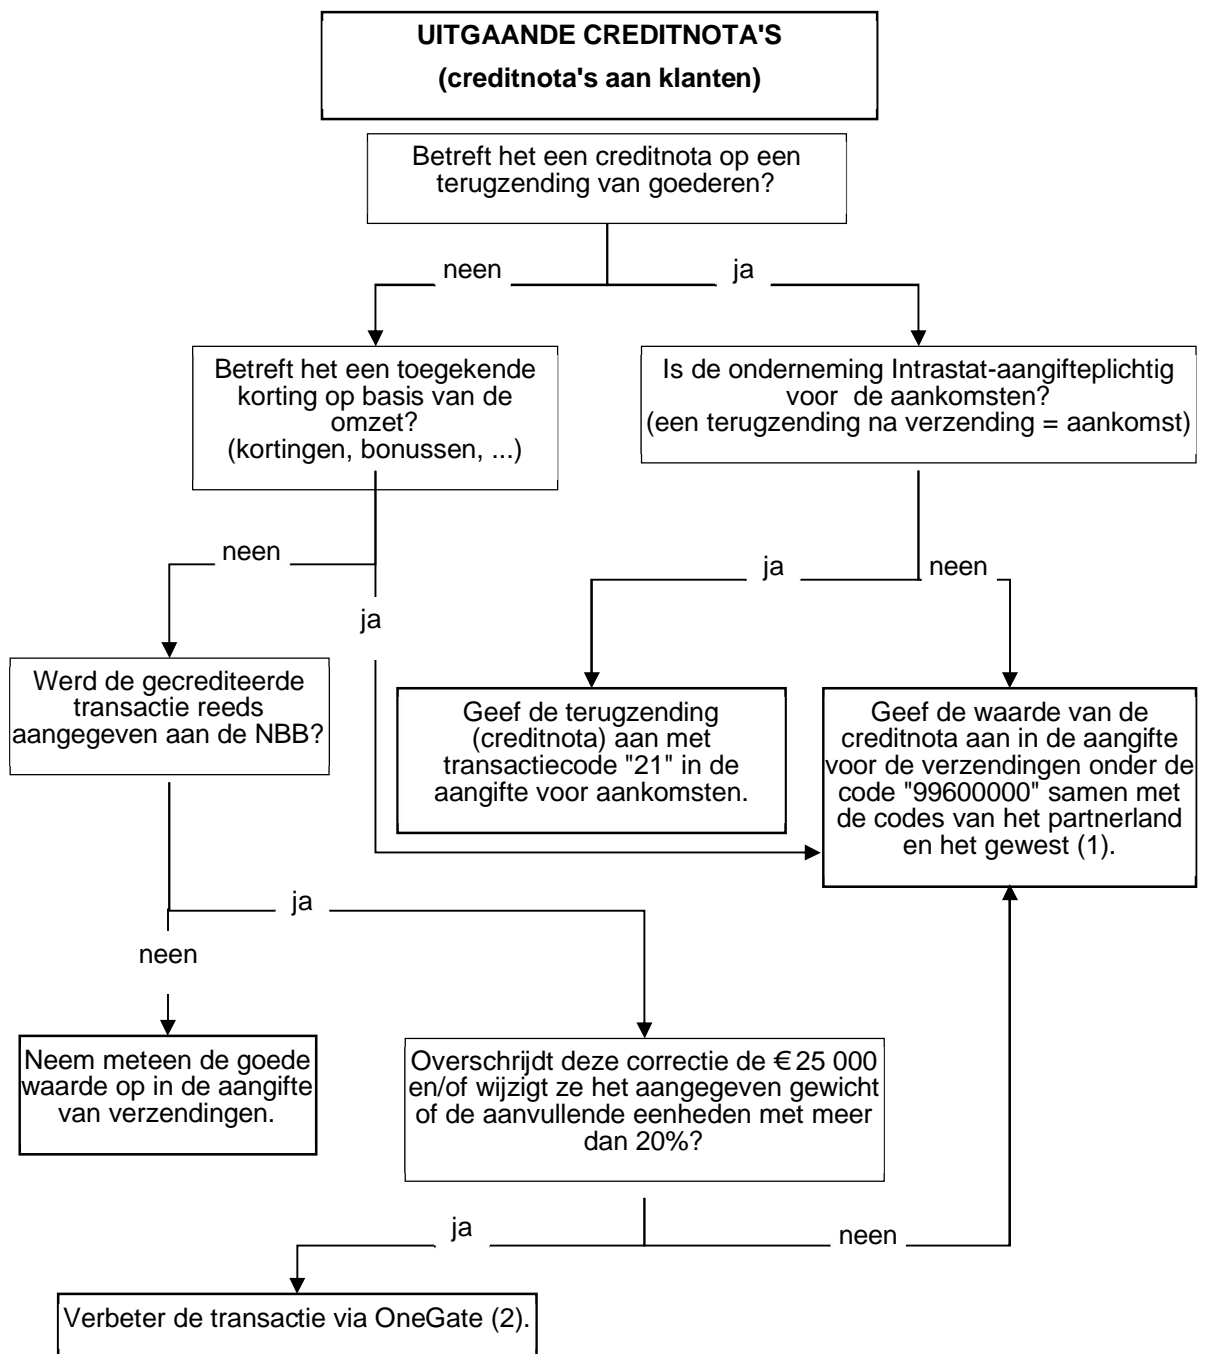 UITGAANDE CREDITNOTA'S
(creditnota's aan klanten)
Betreft het een creditnota op een
terugzending van goederen?
neen
ja
Betreft het een toegekende
korting op basis van de
omzet?
(kortingen, bonussen, ...)
Is de onderneming Intrastat-aangifteplichtig
voor de aankomsten?
(een terugzending na verzending = aankomst)
neen
ja
ja
neen
Werd de gecrediteerde
transactie reeds
aangegeven aan de NBB?
Geef de terugzending
(creditnota) aan met
transactiecode "21" in de
aangifte voor aankomsten.
Geef de waarde van de
creditnota aan in de aangifte
voor de verzendingen onder de
code "99600000" samen met
de codes van het partnerland
en het gewest (1).
ja
neen
Neem meteen de goede
waarde op in de aangifte
van verzendingen.
Overschrijdt deze correctie de € 25 000
en/of wijzigt ze het aangegeven gewicht
of de aanvullende eenheden met meer
dan 20%?
ja
neen
Verbeter de transactie via OneGate (2).